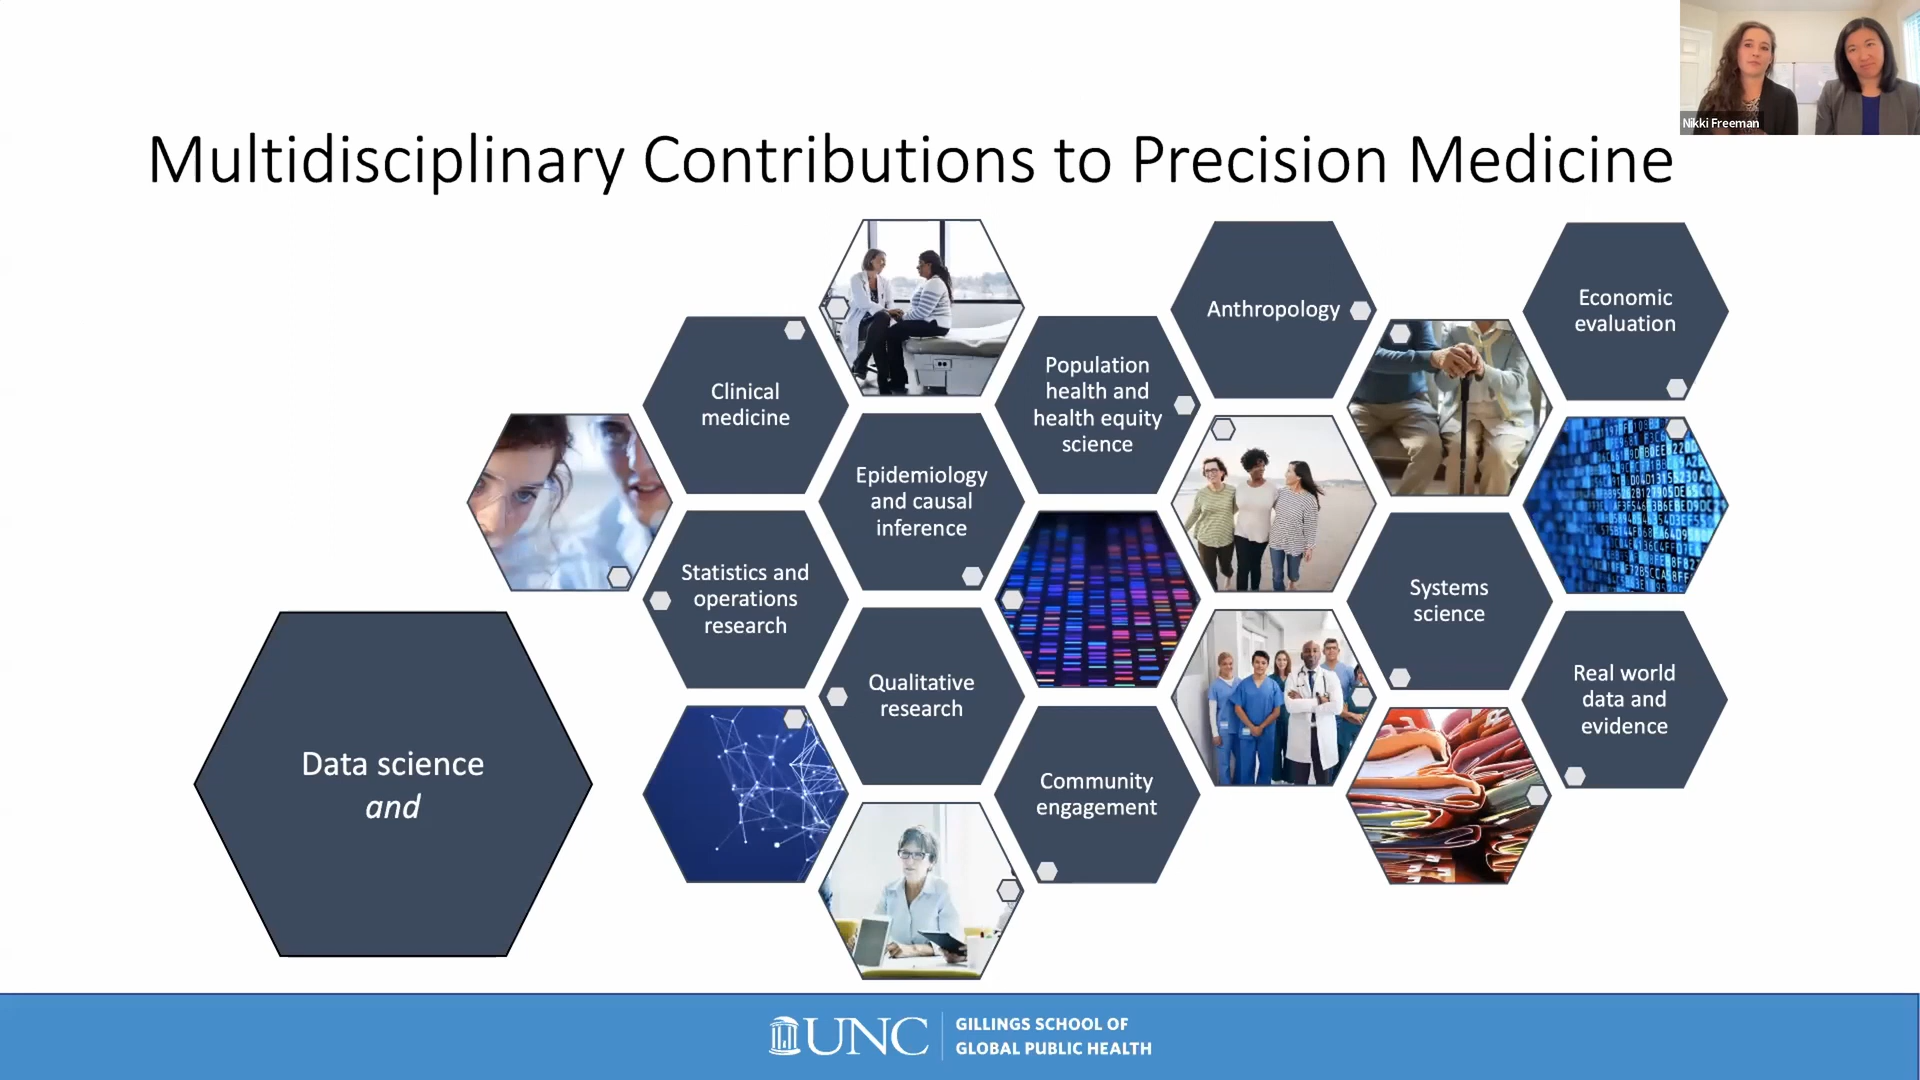 Nikki Freeman
Multidisciplinary Contributions to Precision Medicine
Data science
and
Clinical
medicine
Statistics and
operations
research
Epidemiology
and causal
inference
Qualitative
research
Population
health and
health equity
science
Community
engagement
Anthropology
Systems
science
Economic
evaluation
Real world
data and
evidence
UNC
GILLINGS SCHOOL OF
GLOBAL PUBLIC HEALTH